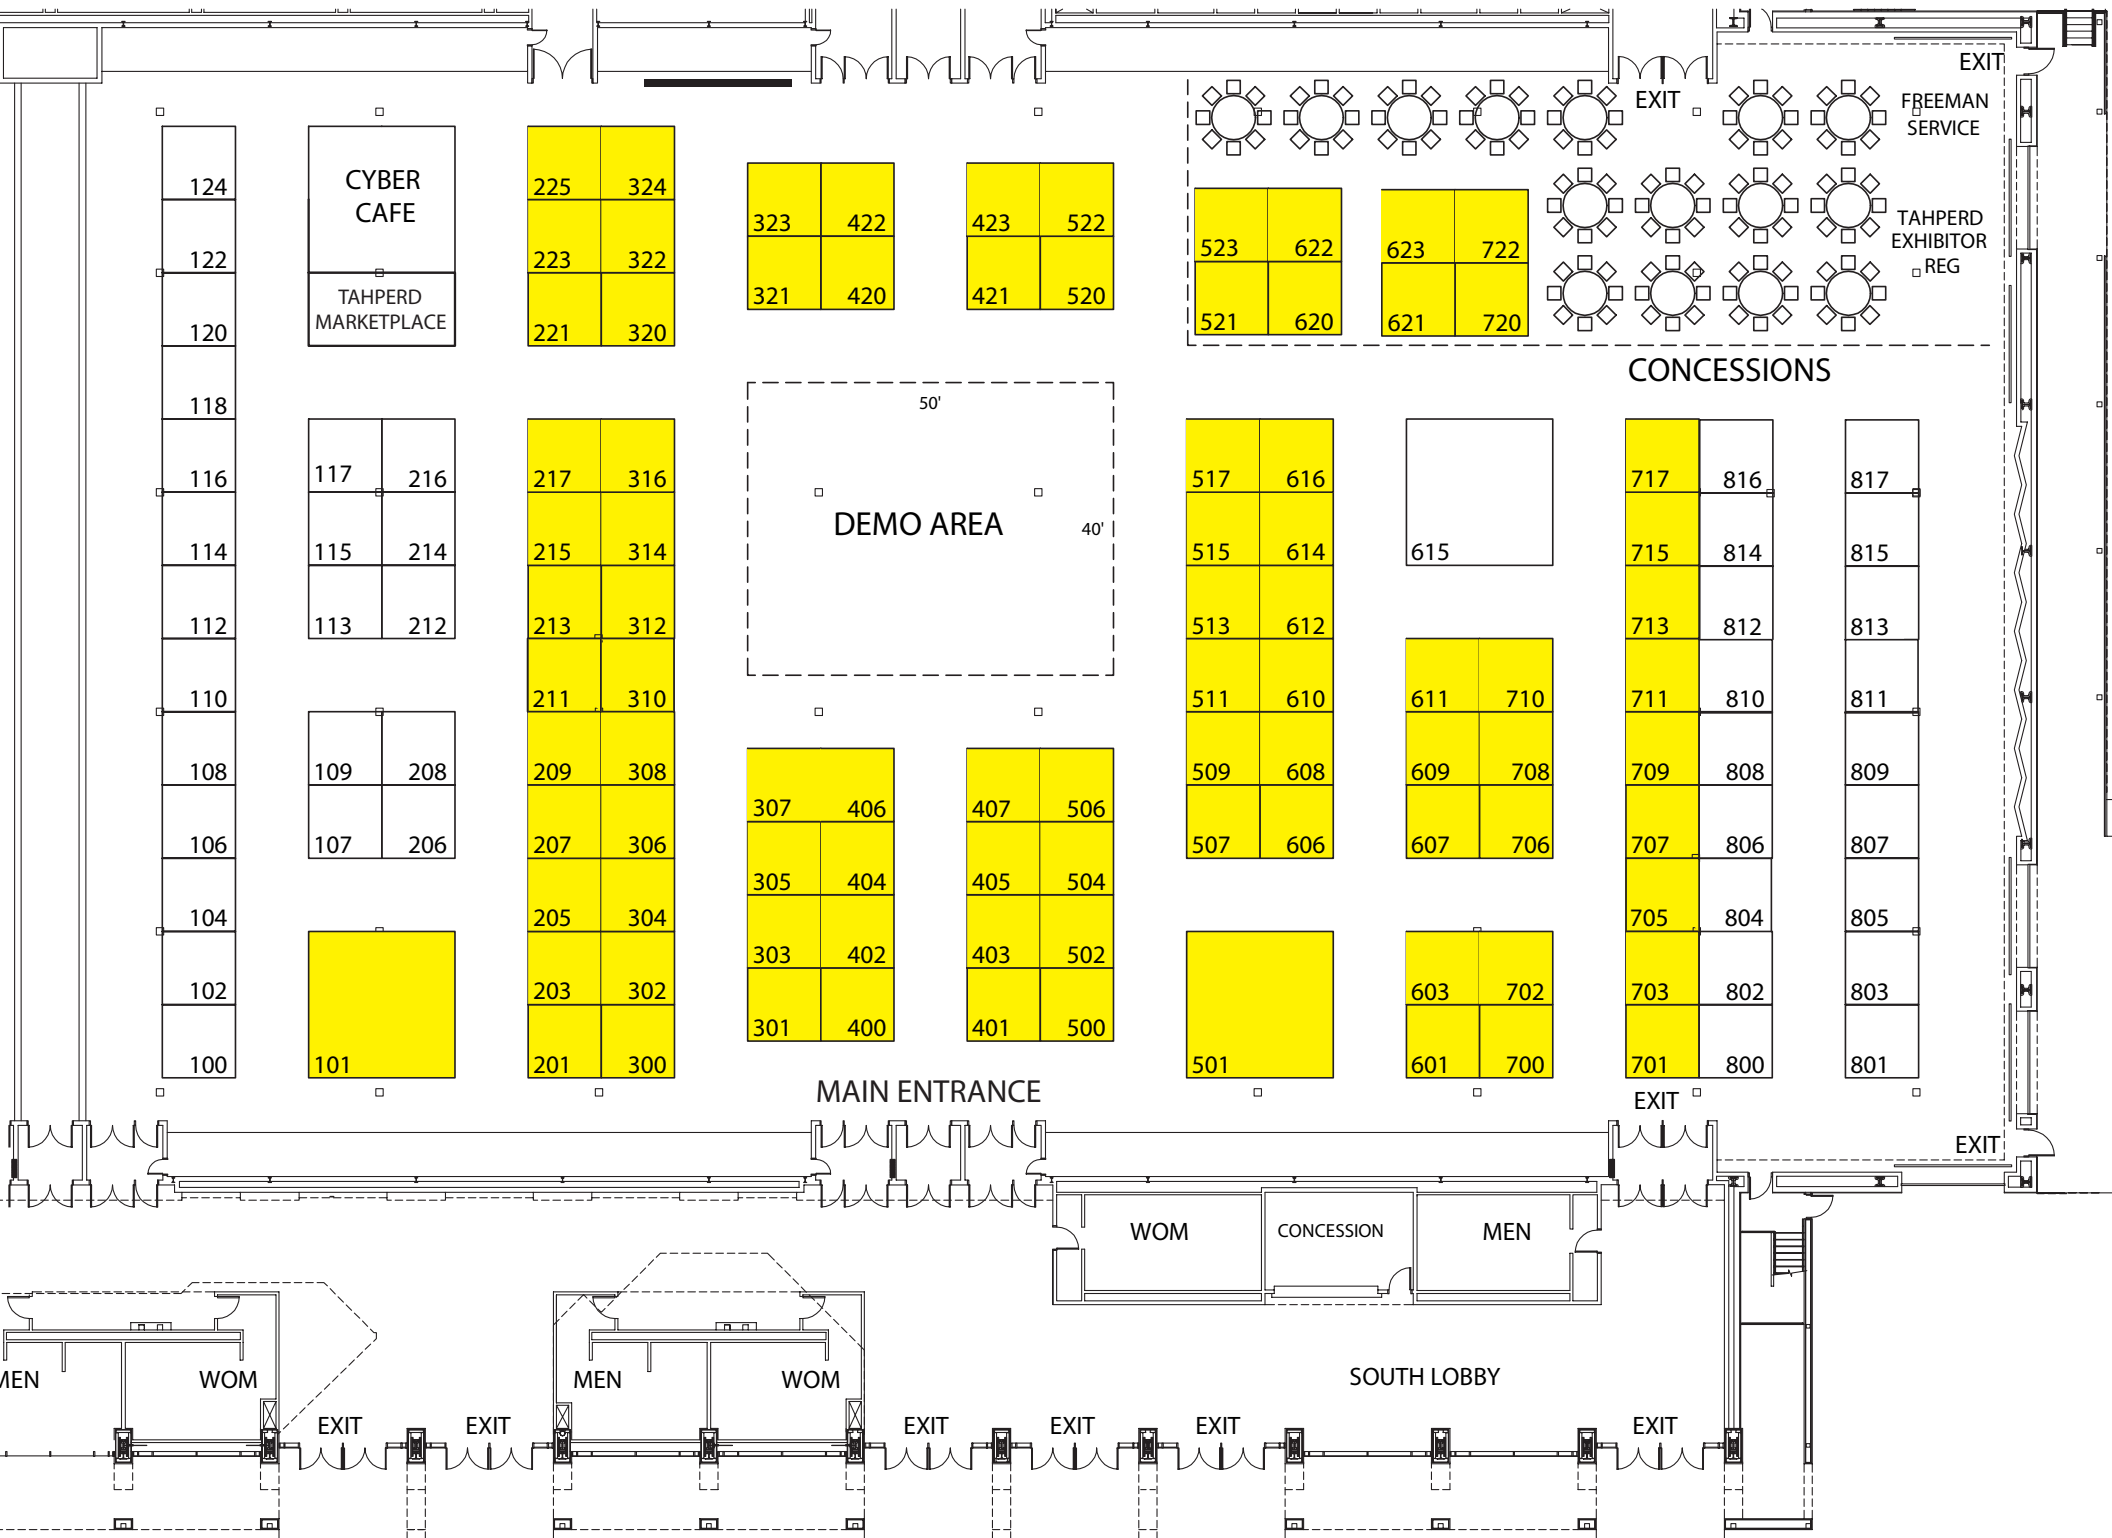 EXIT
EXIT
FREEMAN
SERVICE
124
CYBER
CAFE
225 324
323 422
423 522
TAHPERD
EXHIBITOR
REG
523 622
623 722
122
223 322
TAHPERD
MARKETPLACE
321 420
421 520
521 620
621 720
120
221 320
CONCESSIONS
118
50'
116
117 216
217 316
517 616
717 816
817
DEMO AREA
40'
114
115 214
215 314
515 614
615
715 814
815
112
113 212
213 312
513 612
713 812
813
110
211 310
511 610
611 710
711 810
811
108
109 208
209 308
307 406
407 506
509 608
609 708
709 808
809
106
107 206
207 306
305 404
405 504
507 606
607 706
707 806
807
104
205 304
303 402
403 502
705 804
805
102
203 302
301 400
401 500
603 702
703 802
803
100
101
201 300
501
601 700
701 800
801
MAIN ENTRANCE
EXIT
EXIT
WOM
CONCESSION
MEN
MEN
WOM
MEN
WOM
SOUTH LOBBY
EXIT
EXIT
EXIT
EXIT
EXIT
EXIT